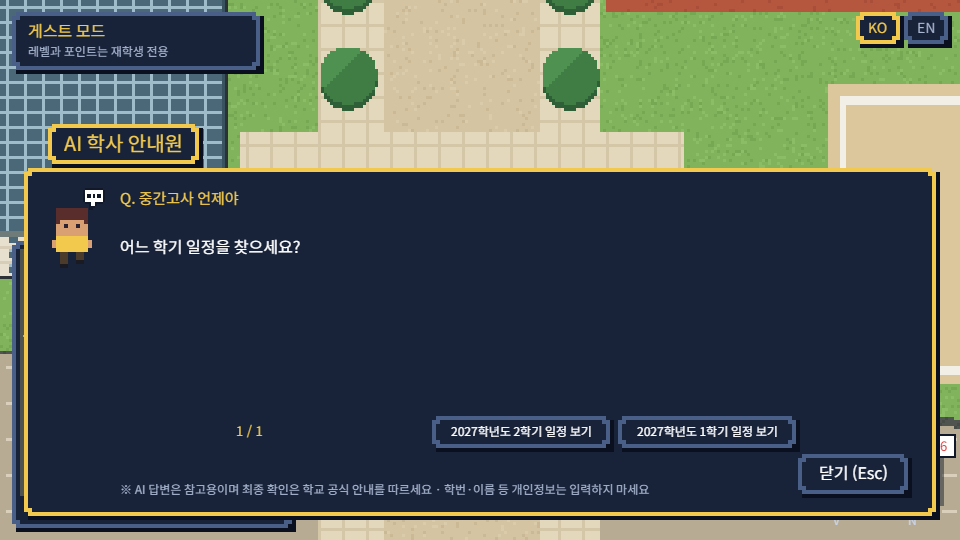 게스트 모드
레벨과 포인트는 재학생 전용
KO
EN
AI 학사 안내원
Q. 중간고사 언제야
어느 학기 일정을 찾으세요?
1 / 1
2027학년도 2학기 일정 보기
2027학년도 1학기 일정 보기
닫기 (Esc)
※ AI 답변은 참고용이며 최종 확인은 학교 공식 안내를 따르세요 · 학번·이름 등 개인정보는 입력하지 마세요
6